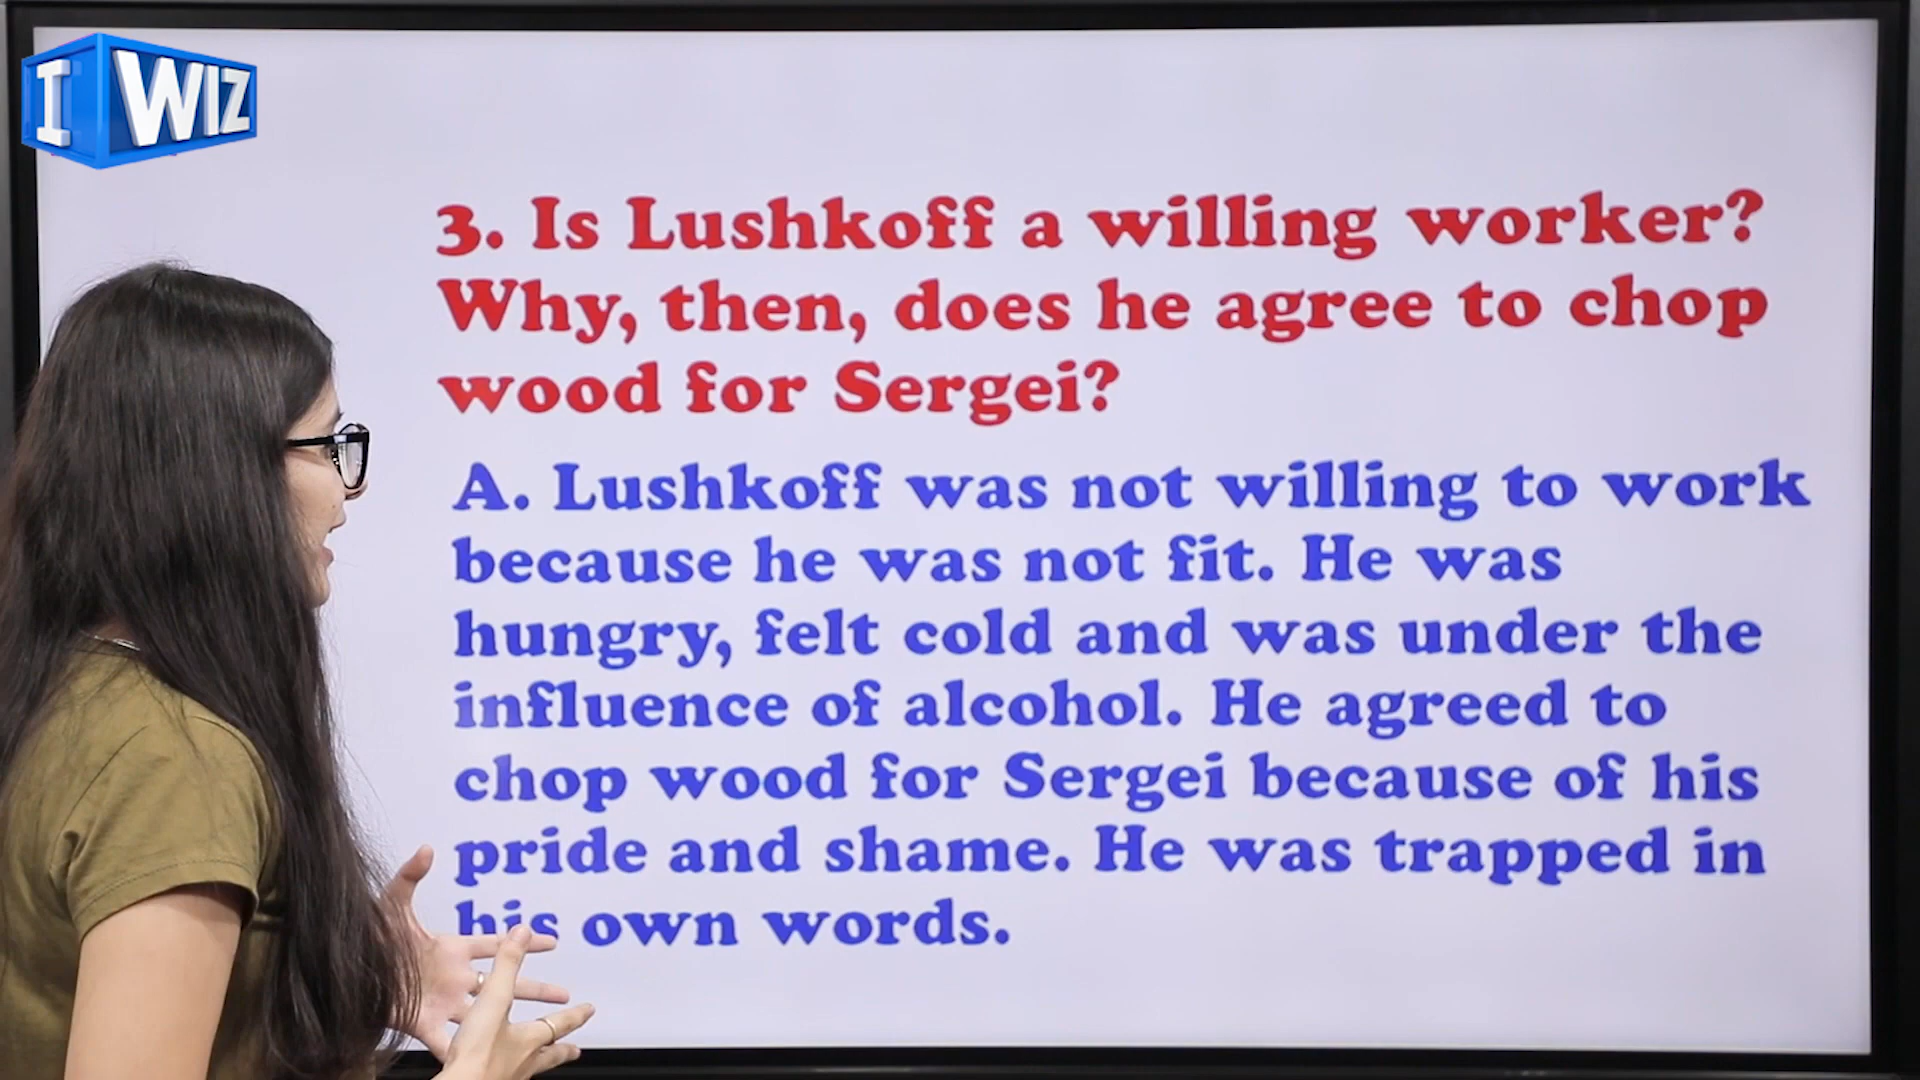 I WIZ
3. Is Lushkoff a willing worker?
Why, then, does he agree to chop
wood for Sergei?
A. Lushkoff was not willing to work
because he was not fit. He was
hungry, felt cold and was under the
influence of alcohol. He agreed to
chop wood for Sergei because of his
pride and shame. He was trapped in
his own words.